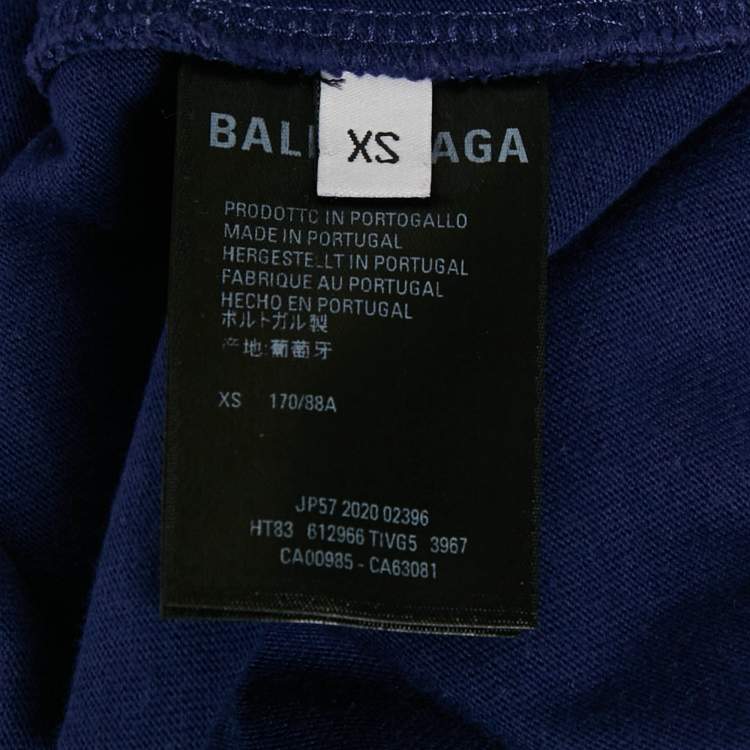 BAL AGA
XS
PRODOTTO IN PORTOGALLO
MADE IN PORTUGAL
HERGESTELLT IN PORTUGAL
FABRIQUE AU PORTUGAL
HECHO EN PORTUGAL
ポルトガル製
产地:葡萄牙
XS 170/88A
JP57 2020 02396
HT83 612966 TIVG5 3967
CA00985 - CA63081